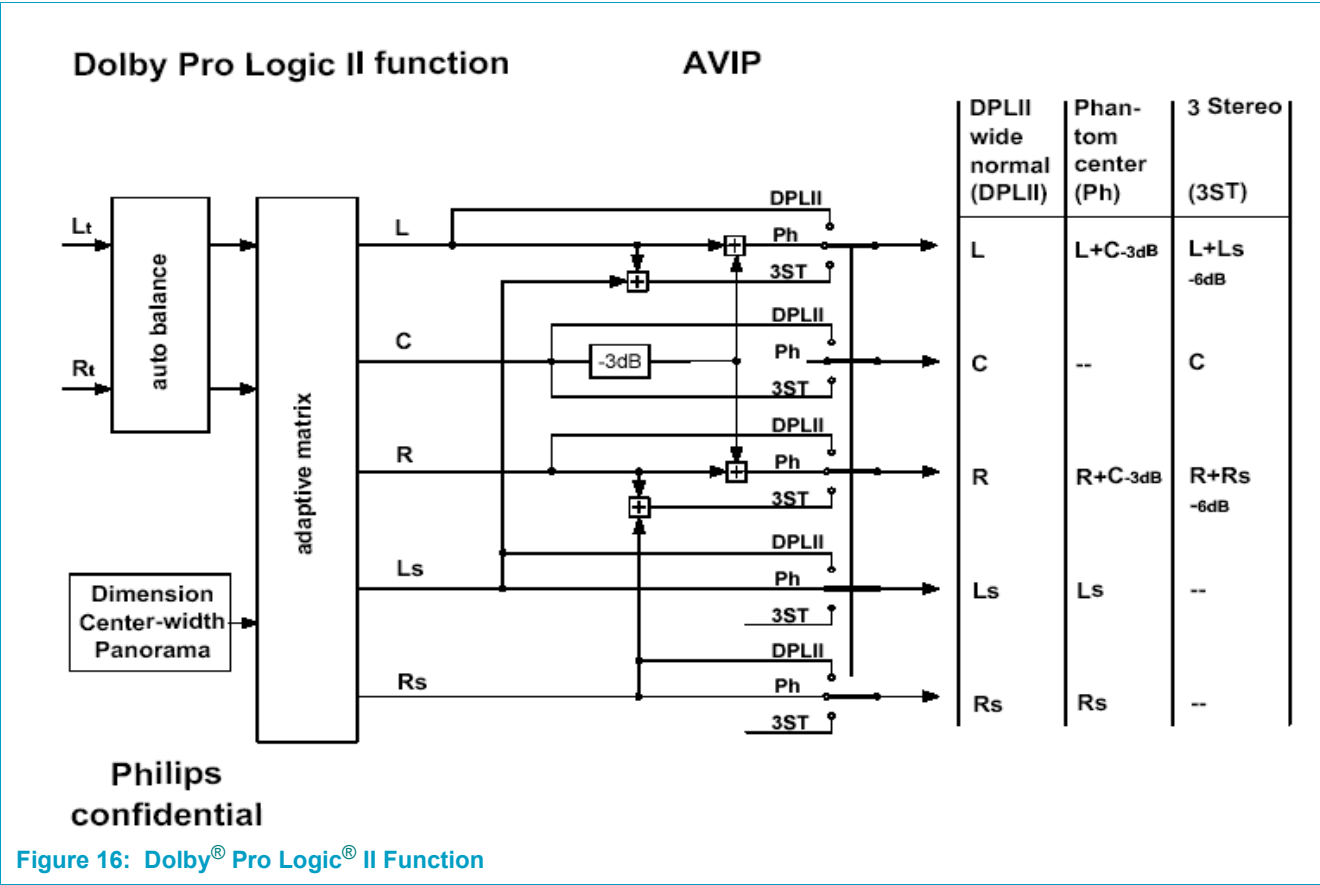 Dolby Pro Logic II function
AVIP
DPLII wide normal (DPLII)
Phan-tom center (Ph)
3 Stereo (3ST)
Lt
Rt
auto balance
adaptive matrix
Dimension
Center-width
Panorama
L
DPLII
Ph
3ST
L
L+C-3dB
L+Ls -6dB
C
-3dB
DPLII
Ph
3ST
C
--
C
R
DPLII
Ph
3ST
R
R+C-3dB
R+Rs -6dB
Ls
DPLII
Ph
3ST
Ls
Ls
--
Rs
DPLII
Ph
3ST
Rs
Rs
--
+
+
+
+
Philips
confidential
Figure 16: Dolby® Pro Logic® II Function